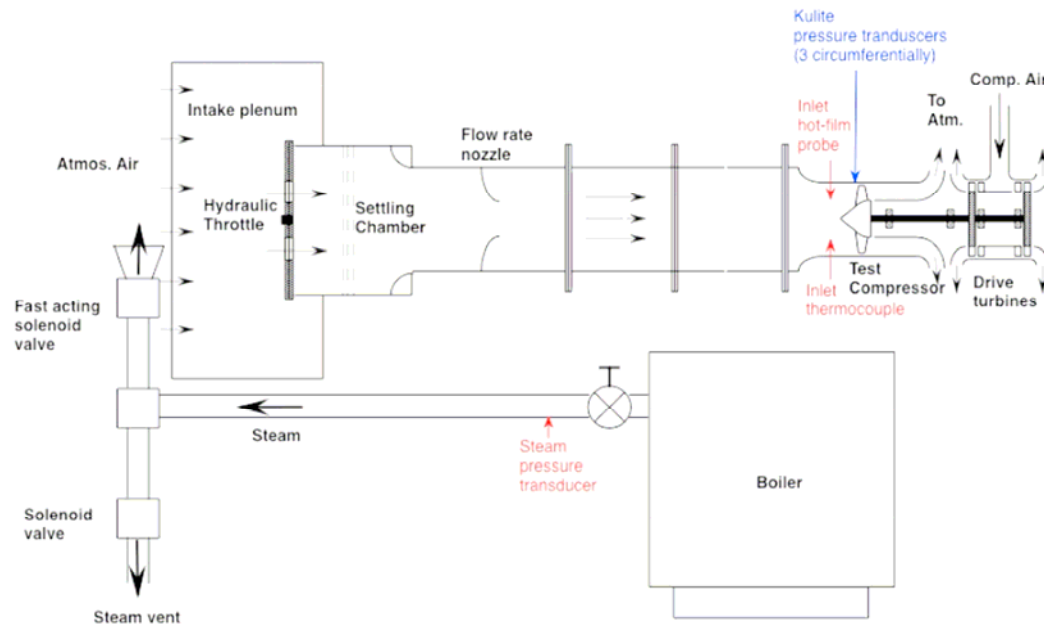 Kulite
pressure tranduscers
(3 circumferentially)
Comp. Air
To
Atm.
Inlet
hot-film
probe
Intake plenum
Flow rate
nozzle
Atmos. Air
Hydraulic
Throttle
Settling
Chamber
Test
Compressor
Drive
turbines
Inlet
thermocouple
Fast acting
solenoid
valve
Steam
Steam
pressure
transducer
Boiler
Solenoid
valve
Steam vent